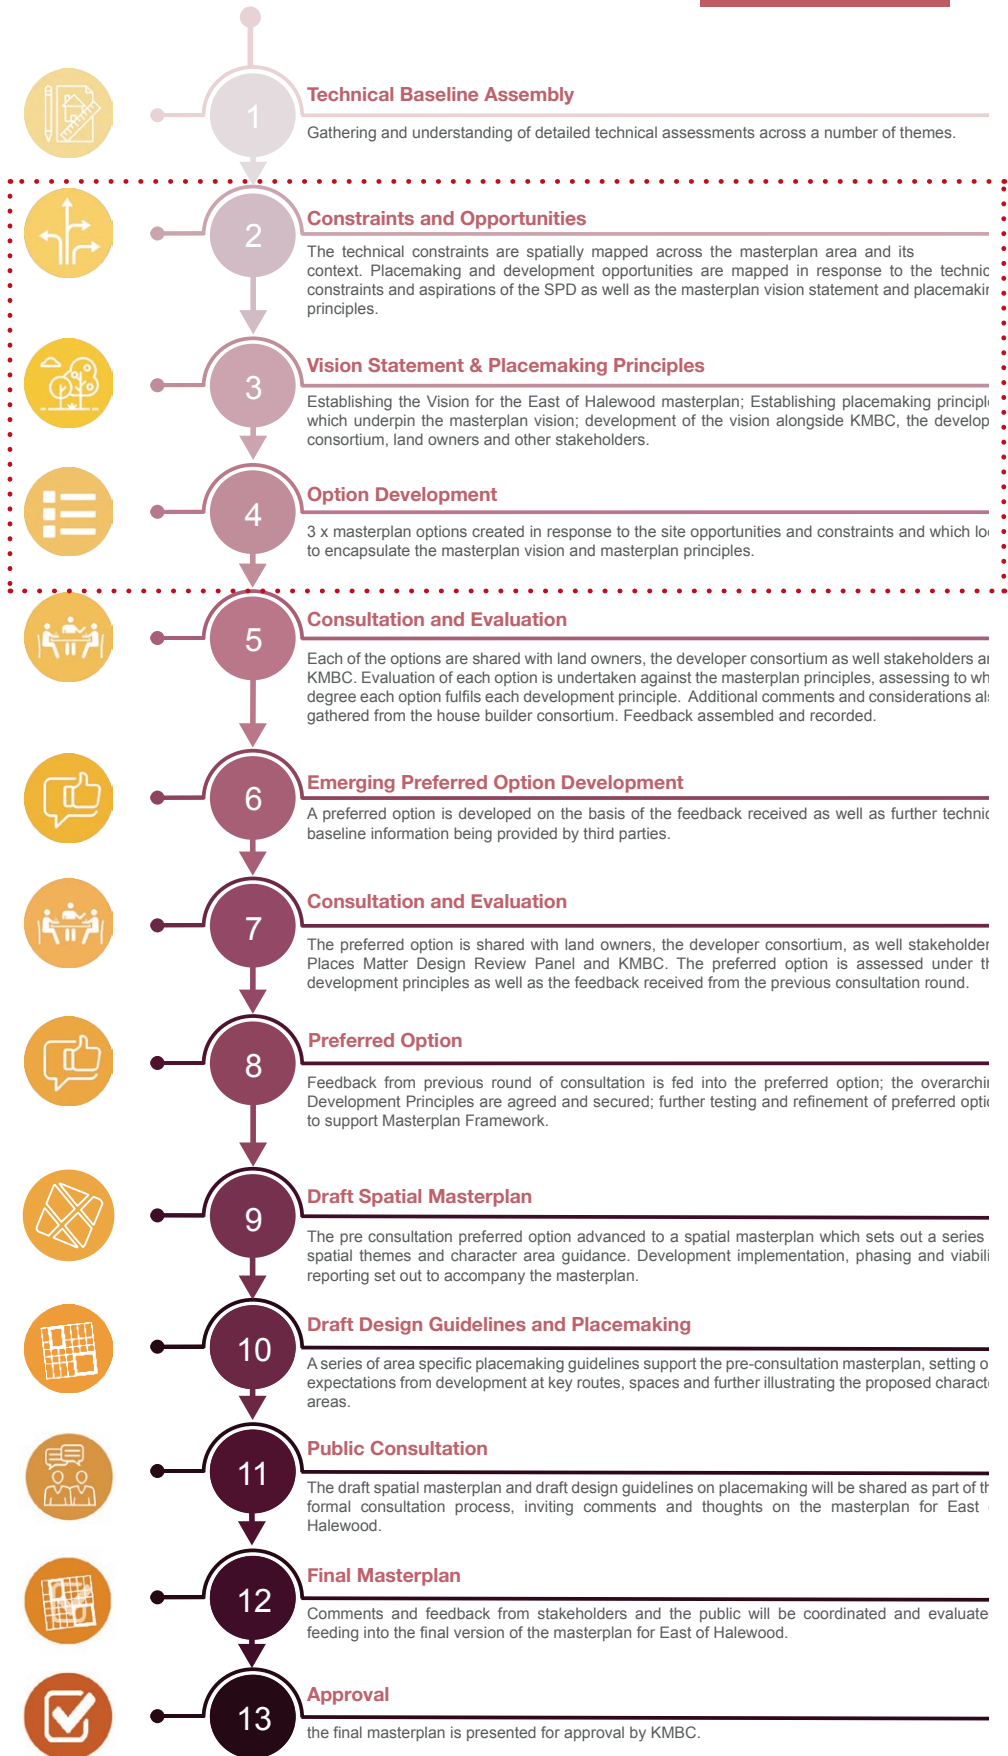 1
Technical Baseline Assembly
Gathering and understanding of detailed technical assessments across a number of themes.
2
Constraints and Opportunities
The technical constraints are spatially mapped across the masterplan area and its
context. Placemaking and development opportunities are mapped in response to the technic
constraints and aspirations of the SPD as well as the masterplan vision statement and placemakin
principles.
3
Vision Statement & Placemaking Principles
Establishing the Vision for the East of Halewood masterplan; Establishing placemaking principle
which underpin the masterplan vision; development of the vision alongside KMBC, the develop
consortium, land owners and other stakeholders.
4
Option Development
3 x masterplan options created in response to the site opportunities and constraints and which lo
to encapsulate the masterplan vision and masterplan principles.
5
Consultation and Evaluation
Each of the options are shared with land owners, the developer consortium as well stakeholders an
KMBC. Evaluation of each option is undertaken against the masterplan principles, assessing to wh
degree each option fulfils each development principle. Additional comments and considerations als
gathered from the house builder consortium. Feedback assembled and recorded.
6
Emerging Preferred Option Development
A preferred option is developed on the basis of the feedback received as well as further technic
baseline information being provided by third parties.
7
Consultation and Evaluation
The preferred option is shared with land owners, the developer consortium, as well stakeholder
Places Matter Design Review Panel and KMBC. The preferred option is assessed under th
development principles as well as the feedback received from the previous consultation round.
8
Preferred Option
Feedback from previous round of consultation is fed into the preferred option; the overarchin
Development Principles are agreed and secured; further testing and refinement of preferred optio
to support Masterplan Framework.
9
Draft Spatial Masterplan
The pre consultation preferred option advanced to a spatial masterplan which sets out a series
spatial themes and character area guidance. Development implementation, phasing and viabili
reporting set out to accompany the masterplan.
10
Draft Design Guidelines and Placemaking
A series of area specific placemaking guidelines support the pre-consultation masterplan, setting o
expectations from development at key routes, spaces and further illustrating the proposed characte
areas.
11
Public Consultation
The draft spatial masterplan and draft design guidelines on placemaking will be shared as part of th
formal consultation process, inviting comments and thoughts on the masterplan for East
Halewood.
12
Final Masterplan
Comments and feedback from stakeholders and the public will be coordinated and evaluate
feeding into the final version of the masterplan for East of Halewood.
13
Approval
the final masterplan is presented for approval by KMBC.